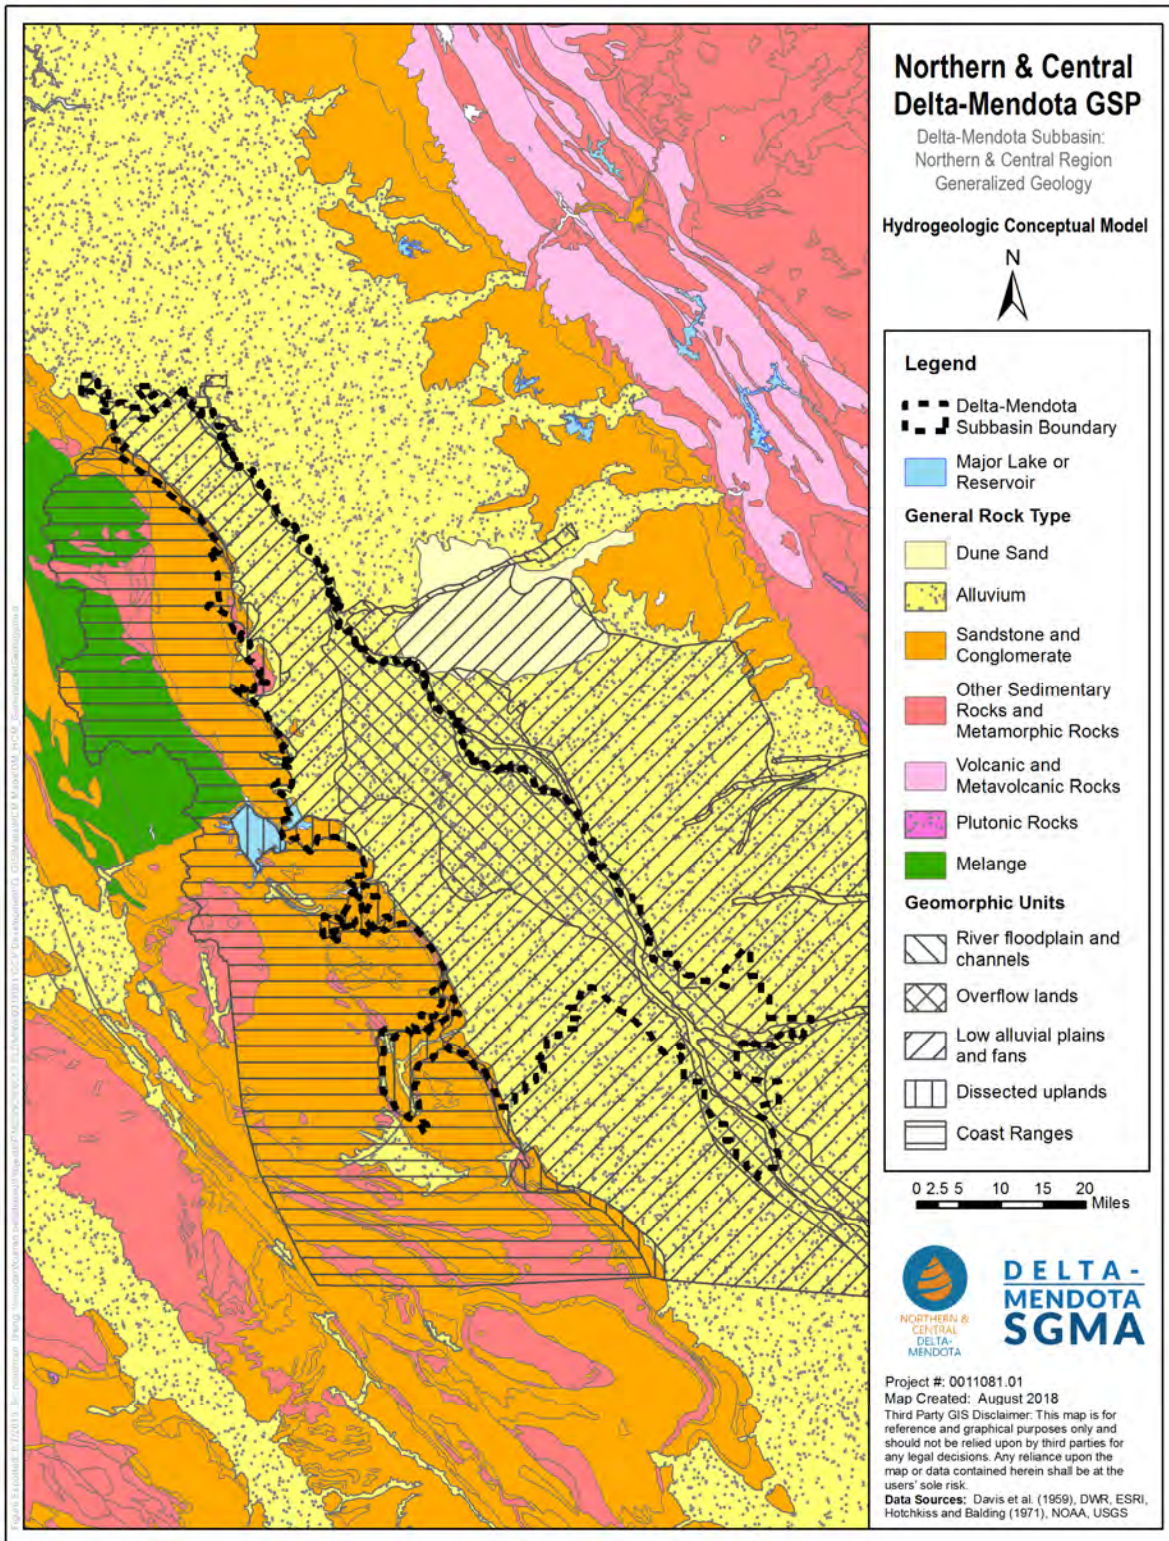 Northern & Central
Delta-Mendota GSP
Delta-Mendota Subbasin:
Northern & Central Region
Generalized Geology
Hydrogeologic Conceptual Model
N
Legend
Delta-Mendota
Subbasin Boundary
Major Lake or
Reservoir
General Rock Type
Dune Sand
Alluvium
Sandstone and
Conglomerate
Other Sedimentary
Rocks and
Metamorphic Rocks
Volcanic and
Metavolcanic Rocks
Plutonic Rocks
Melange
Geomorphic Units
River floodplain and
channels
Overflow lands
Low alluvial plains
and fans
Dissected uplands
Coast Ranges
0 2.5 5 10 15 20
Miles
NORTHERN &
CENTRAL
DELTA-
MENDOTA
DELTA-
MENDOTA
SGMA
Project #: 0011081.01
Map Created: August 2018
Third Party GIS Disclaimer: This map is for
reference and graphical purposes only and
should not be relied upon by third parties for
any legal decisions. Any reliance upon the
map or data contained herein shall be at the
users' sole risk.
Data Sources: Davis et al. (1959), DWR, ESRI,
Hotchkiss and Balding (1971), NOAA, USGS